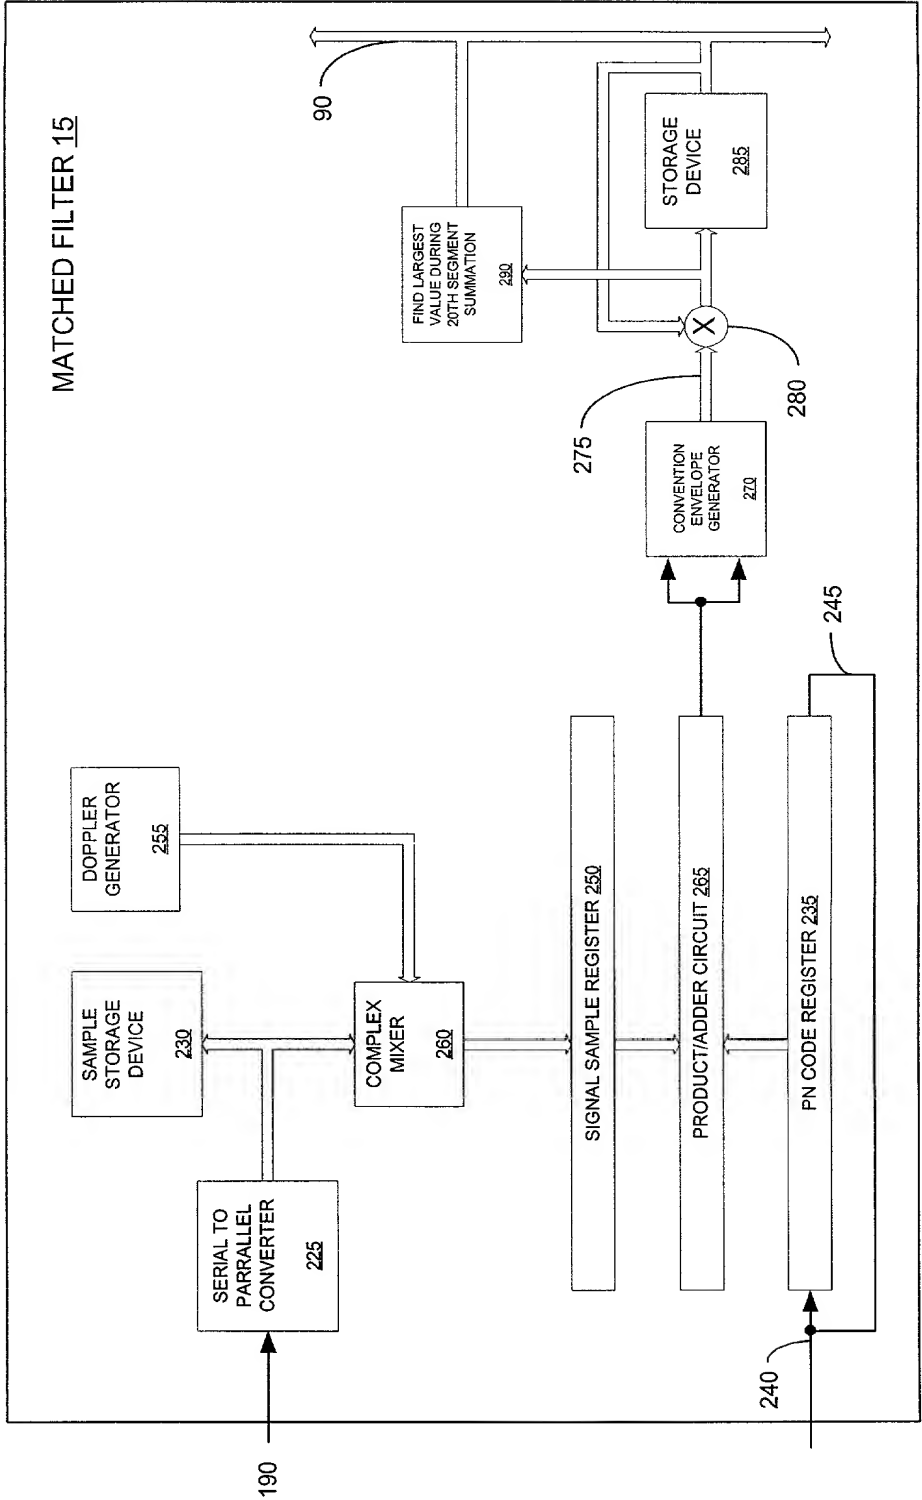 MATCHED FILTER 15
190
SERIAL TO
PARRALLEL
CONVERTER
225
SAMPLE
STORAGE
DEVICE
230
DOPPLER
GENERATOR
255
COMPLEX
MIXER
260
SIGNAL SAMPLE REGISTER 250
PRODUCT/ADDER CIRCUIT 265
PN CODE REGISTER 235
240
245
CONVENTION
ENVELOPE
GENERATOR
270
275
X
280
FIND LARGEST
VALUE DURING
20TH SEGMENT
SUMMATION
290
STORAGE
DEVICE
285
90